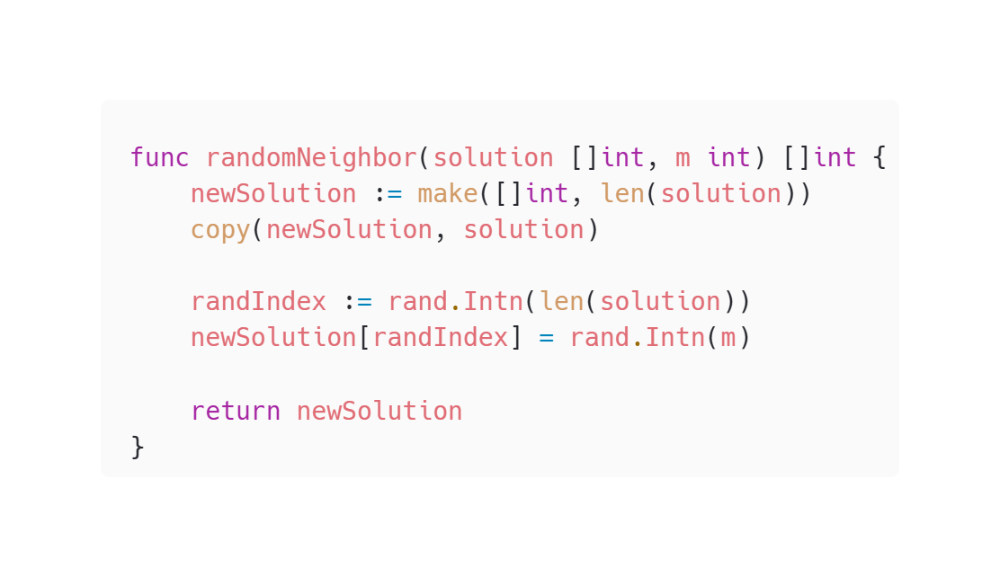 func randomNeighbor(solution []int, m int) []int {
    newSolution := make([]int, len(solution))
    copy(newSolution, solution)

    randIndex := rand.Intn(len(solution))
    newSolution[randIndex] = rand.Intn(m)

    return newSolution
}